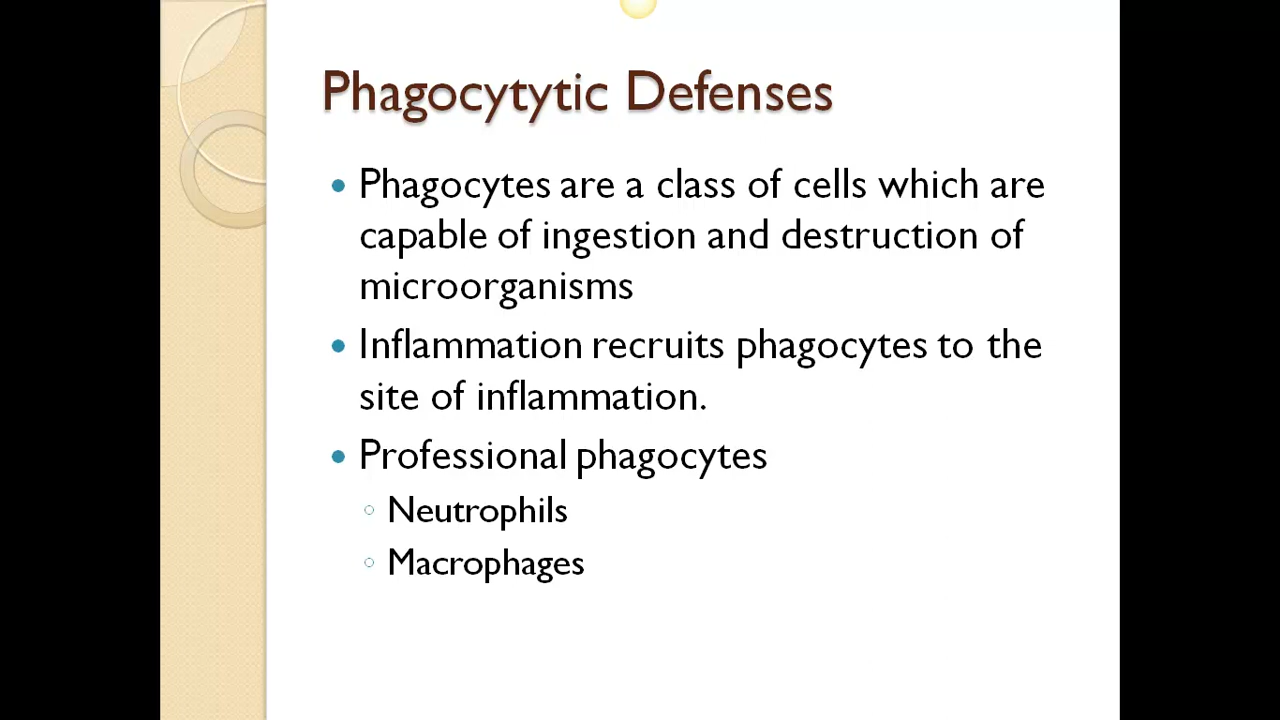 Phagocytytic Defenses
• Phagocytes are a class of cells which are
capable of ingestion and destruction of
microorganisms
• Inflammation recruits phagocytes to the
site of inflammation.
• Professional phagocytes
◦ Neutrophils
◦ Macrophages